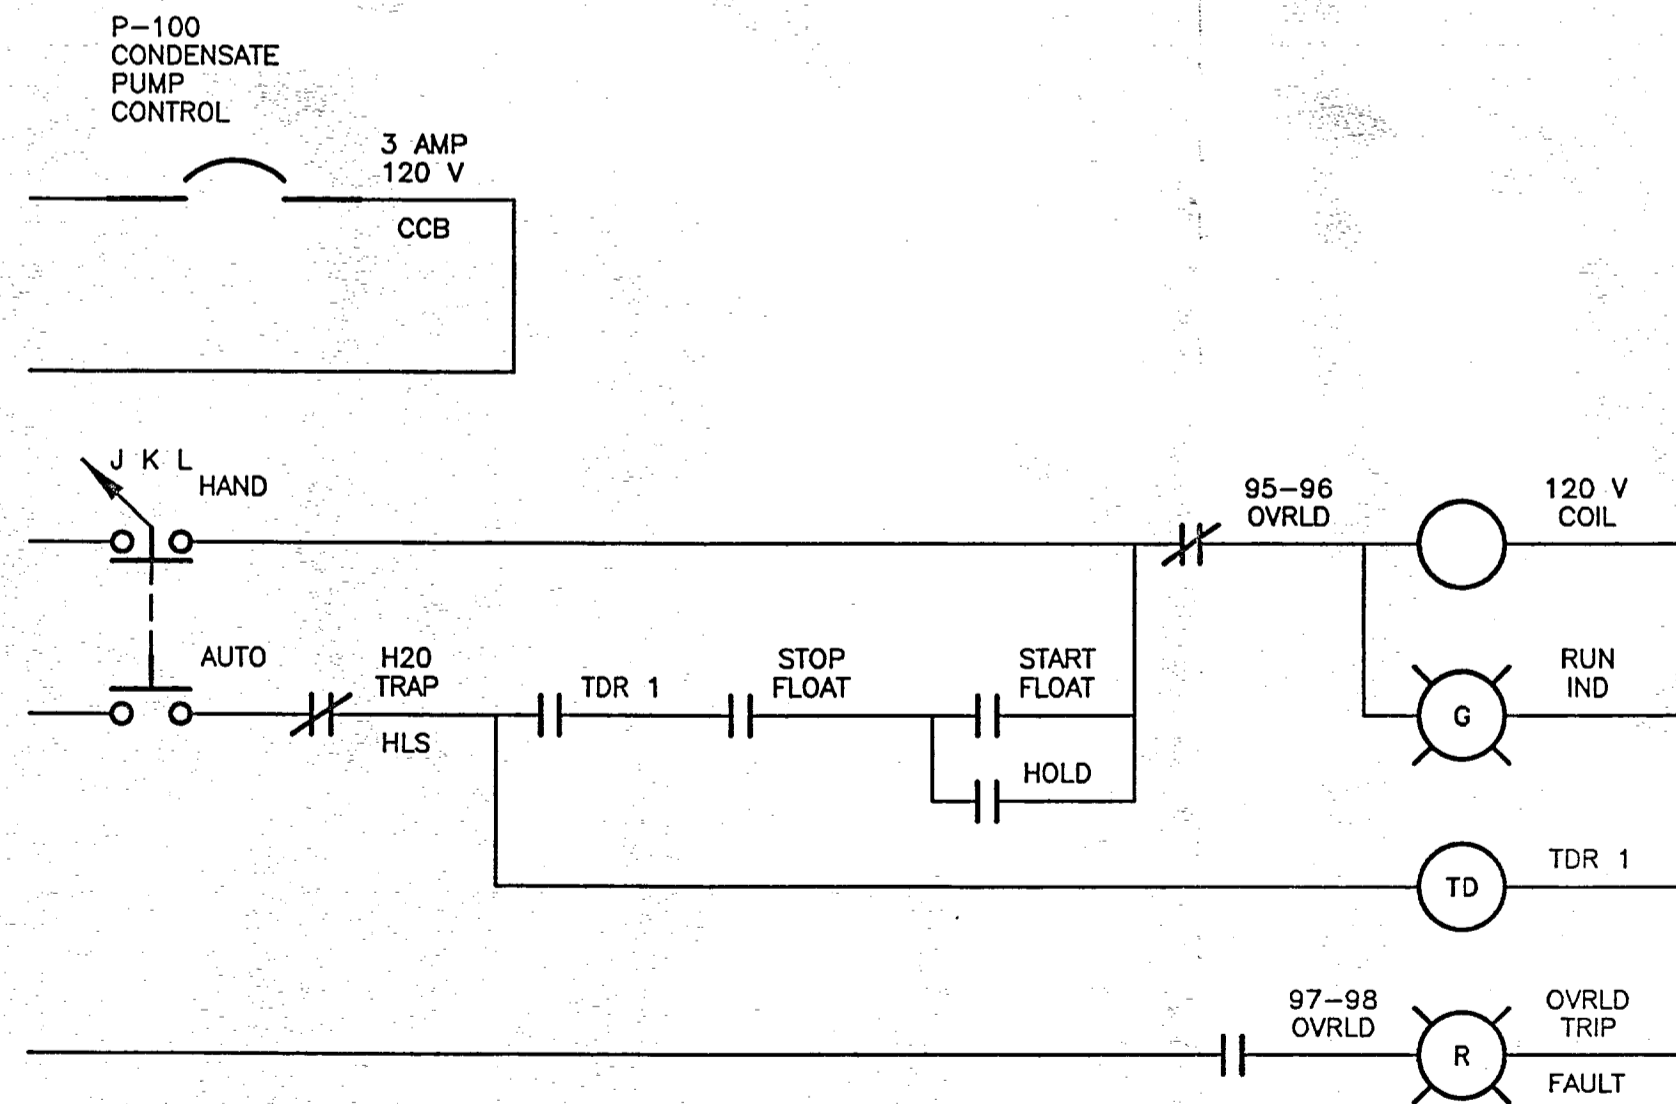 P-100
CONDENSATE
PUMP
CONTROL
3 AMP
120 V
CCB
J K L
HAND
95-96
OVRLD
120 V
COIL
AUTO
H20
TRAP
HLS
TDR 1
STOP
FLOAT
START
FLOAT
HOLD
G
RUN
IND
TD
TDR 1
97-98
OVRLD
R
OVRLD
TRIP
FAULT